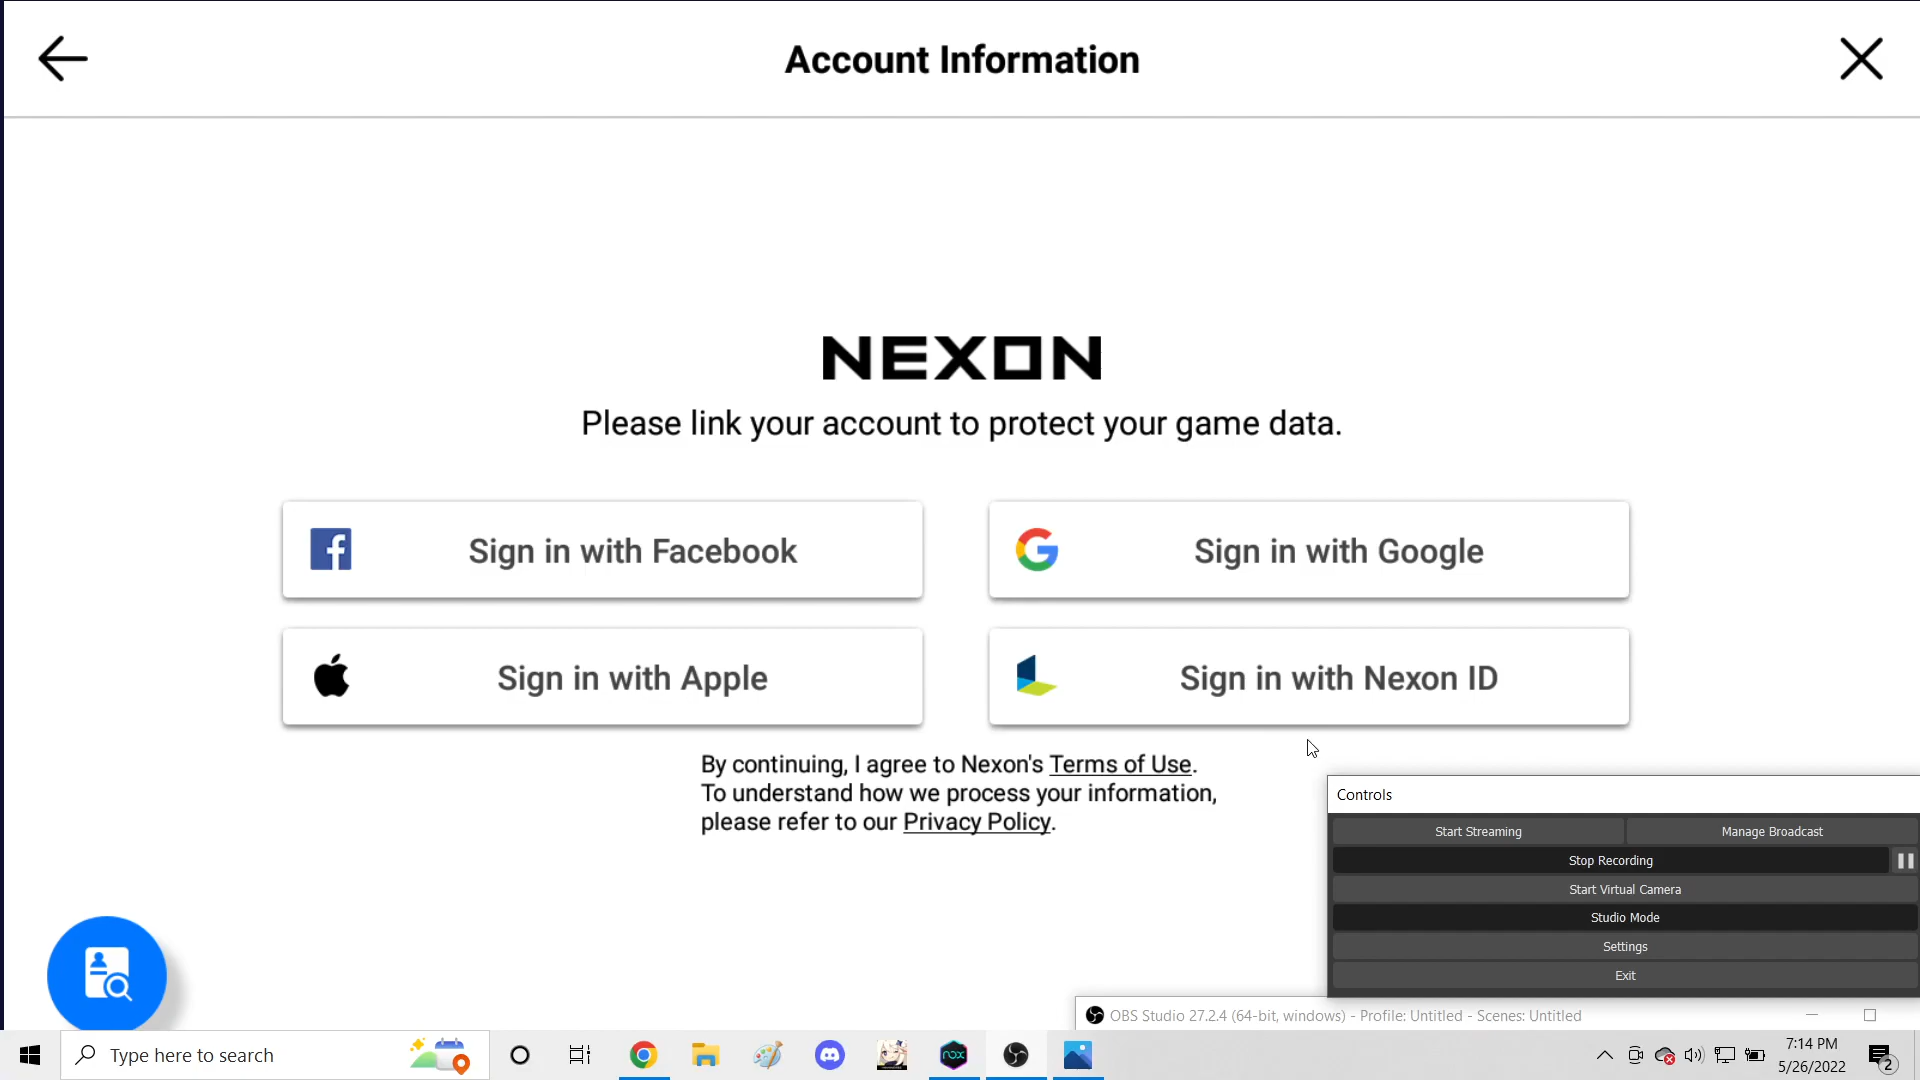 Account Information
NEXON
Please link your account to protect your game data.
Sign in with Facebook
Sign in with Google
Sign in with Apple
Sign in with Nexon ID
By continuing, I agree to Nexon's Terms of Use.
To understand how we process your information,
please refer to our Privacy Policy.
Controls
Start Streaming
Manage Broadcast
Stop Recording
Start Virtual Camera
Studio Mode
Settings
Exit
OBS Studio 27.2.4 (64-bit, windows) - Profile: Untitled - Scenes: Untitled
Type here to search
nox
7:14 PM
5/26/2022
2